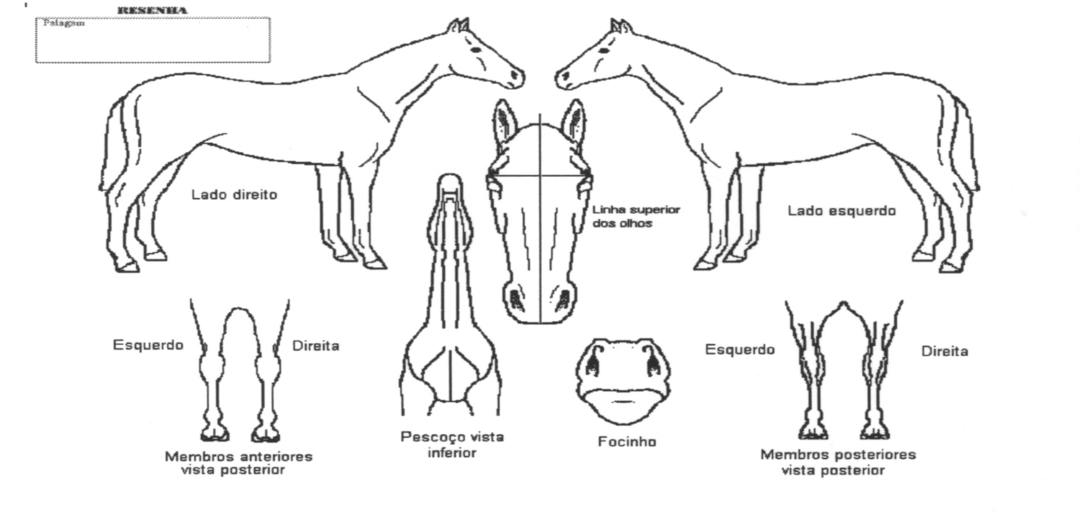 RESENHA
Pelagem
Lado direito
Linha superior
dos olhos
Lado esquerdo
Esquerdo
Direita
Esquerdo
Direita
Pescoço vista
inferior
Focinho
Membros anteriores
vista posterior
Membros posteriores
vista posterior